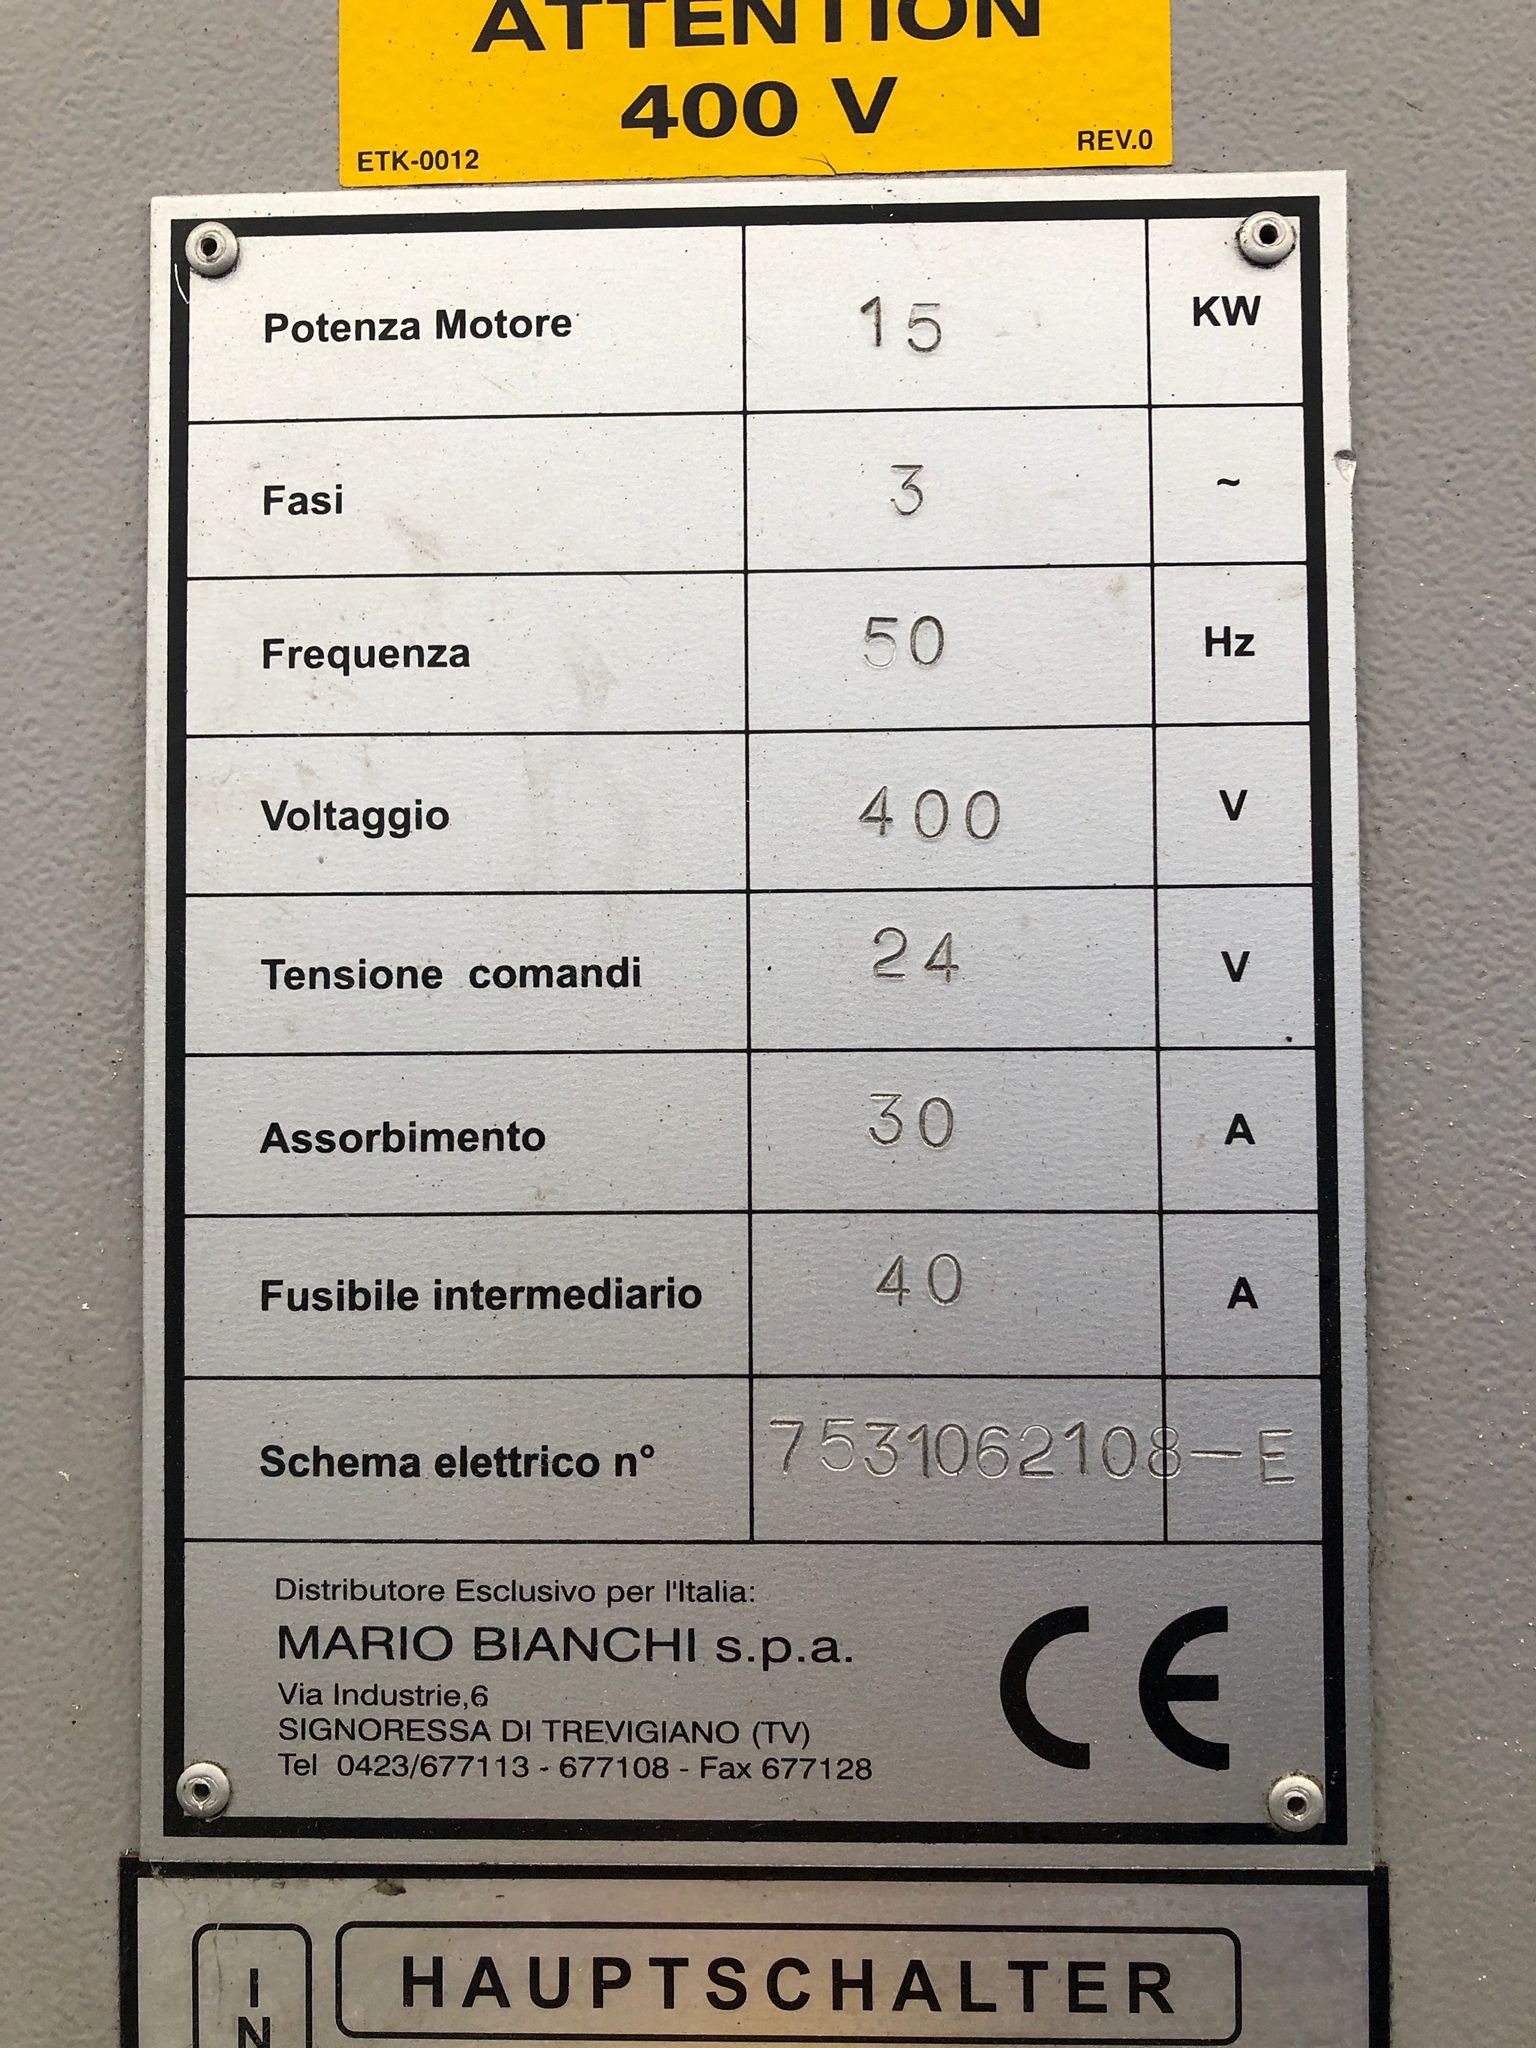 ATTENTION
400 V
ETK-0012 REV.0
Potenza Motore 15 KW
Fasi 3 ~
Frequenza 50 Hz
Voltaggio 400 V
Tensione comandi 24 V
Assorbimento 30 A
Fusibile intermediario 40 A
Schema elettrico n° 7531062108-E
Distributore Esclusivo per l'Italia:
MARIO BIANCHI s.p.a.
Via Industrie,6
SIGNORESSA DI TREVIGIANO (TV)
Tel 0423/677113 - 677108 - Fax 677128
CE
HAUPTSCHALTER
I
N